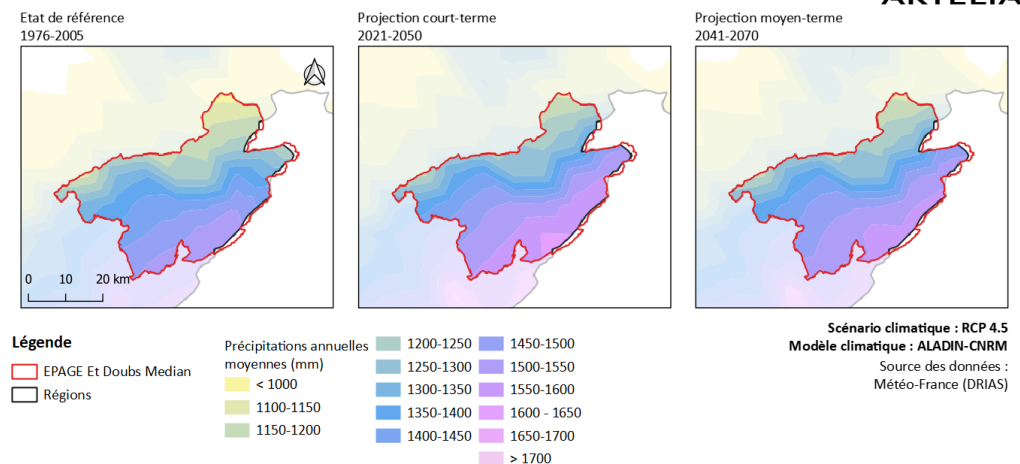 Etat de référence
1976-2005
Projection court-terme
2021-2050
Projection moyen-terme
2041-2070
0 10 20 km
Légende
EPAGE Et Doubs Median
Régions
Précipitations annuelles
moyennes (mm)
< 1000
1100-1150
1150-1200
1200-1250
1250-1300
1300-1350
1350-1400
1400-1450
1450-1500
1500-1550
1550-1600
1600 - 1650
1650-1700
> 1700
Scénario climatique : RCP 4.5
Modèle climatique : ALADIN-CNRM
Source des données :
Météo-France (DRIAS)